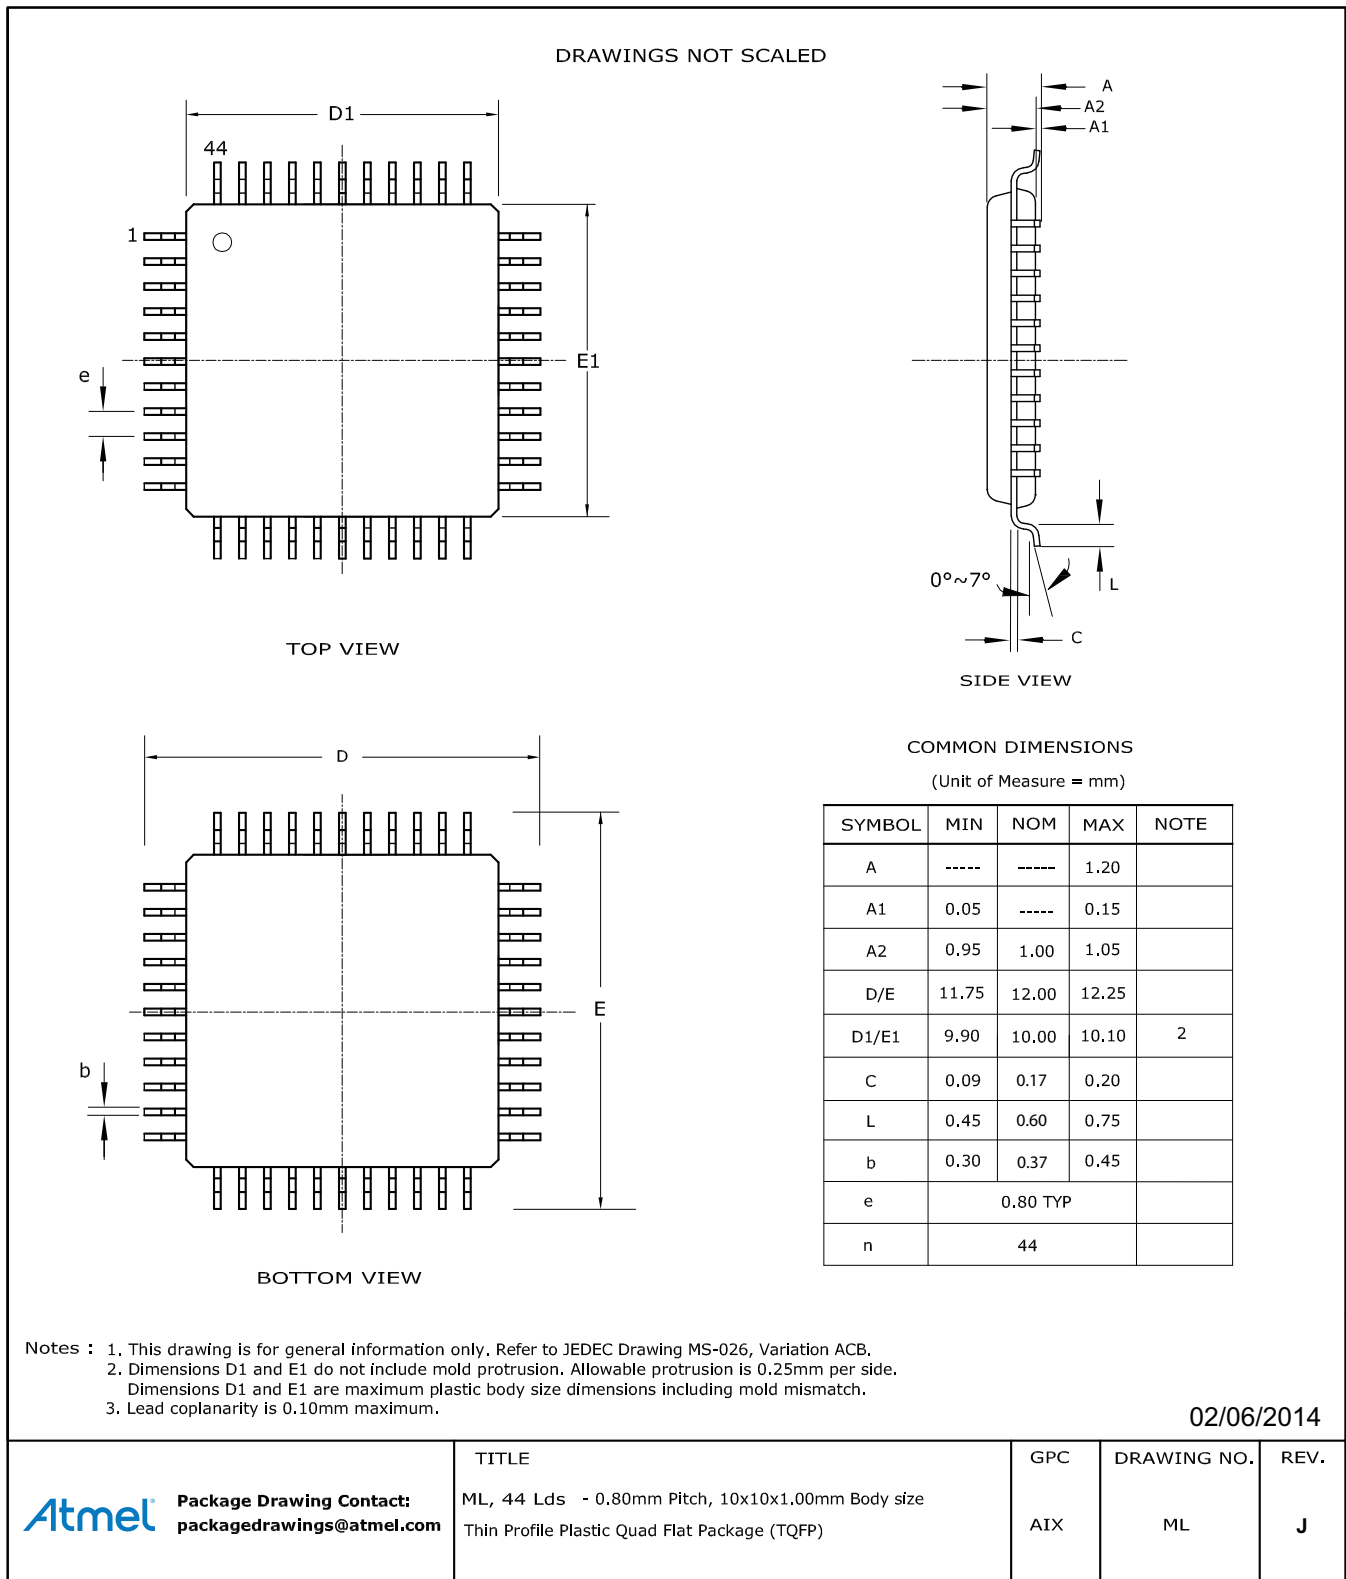 DRAWINGS NOT SCALED
D1
44
1
e
E1
TOP VIEW
A
A2
A1
0°~7°
L
C
SIDE VIEW
D
E
b
BOTTOM VIEW
COMMON DIMENSIONS
(Unit of Measure = mm)
SYMBOL MIN NOM MAX NOTE
A ----- ----- 1.20
A1 0.05 ----- 0.15
A2 0.95 1.00 1.05
D/E 11.75 12.00 12.25
D1/E1 9.90 10.00 10.10 2
C 0.09 0.17 0.20
L 0.45 0.60 0.75
b 0.30 0.37 0.45
e 0.80 TYP
n 44
Notes : 1. This drawing is for general information only. Refer to JEDEC Drawing MS-026, Variation ACB.
2. Dimensions D1 and E1 do not include mold protrusion. Allowable protrusion is 0.25mm per side.
Dimensions D1 and E1 are maximum plastic body size dimensions including mold mismatch.
3. Lead coplanarity is 0.10mm maximum.
02/06/2014
Atmel
Package Drawing Contact:
packagedrawings@atmel.com
TITLE
ML, 44 Lds - 0.80mm Pitch, 10x10x1.00mm Body size
Thin Profile Plastic Quad Flat Package (TQFP)
GPC
AIX
DRAWING NO.
ML
REV.
J